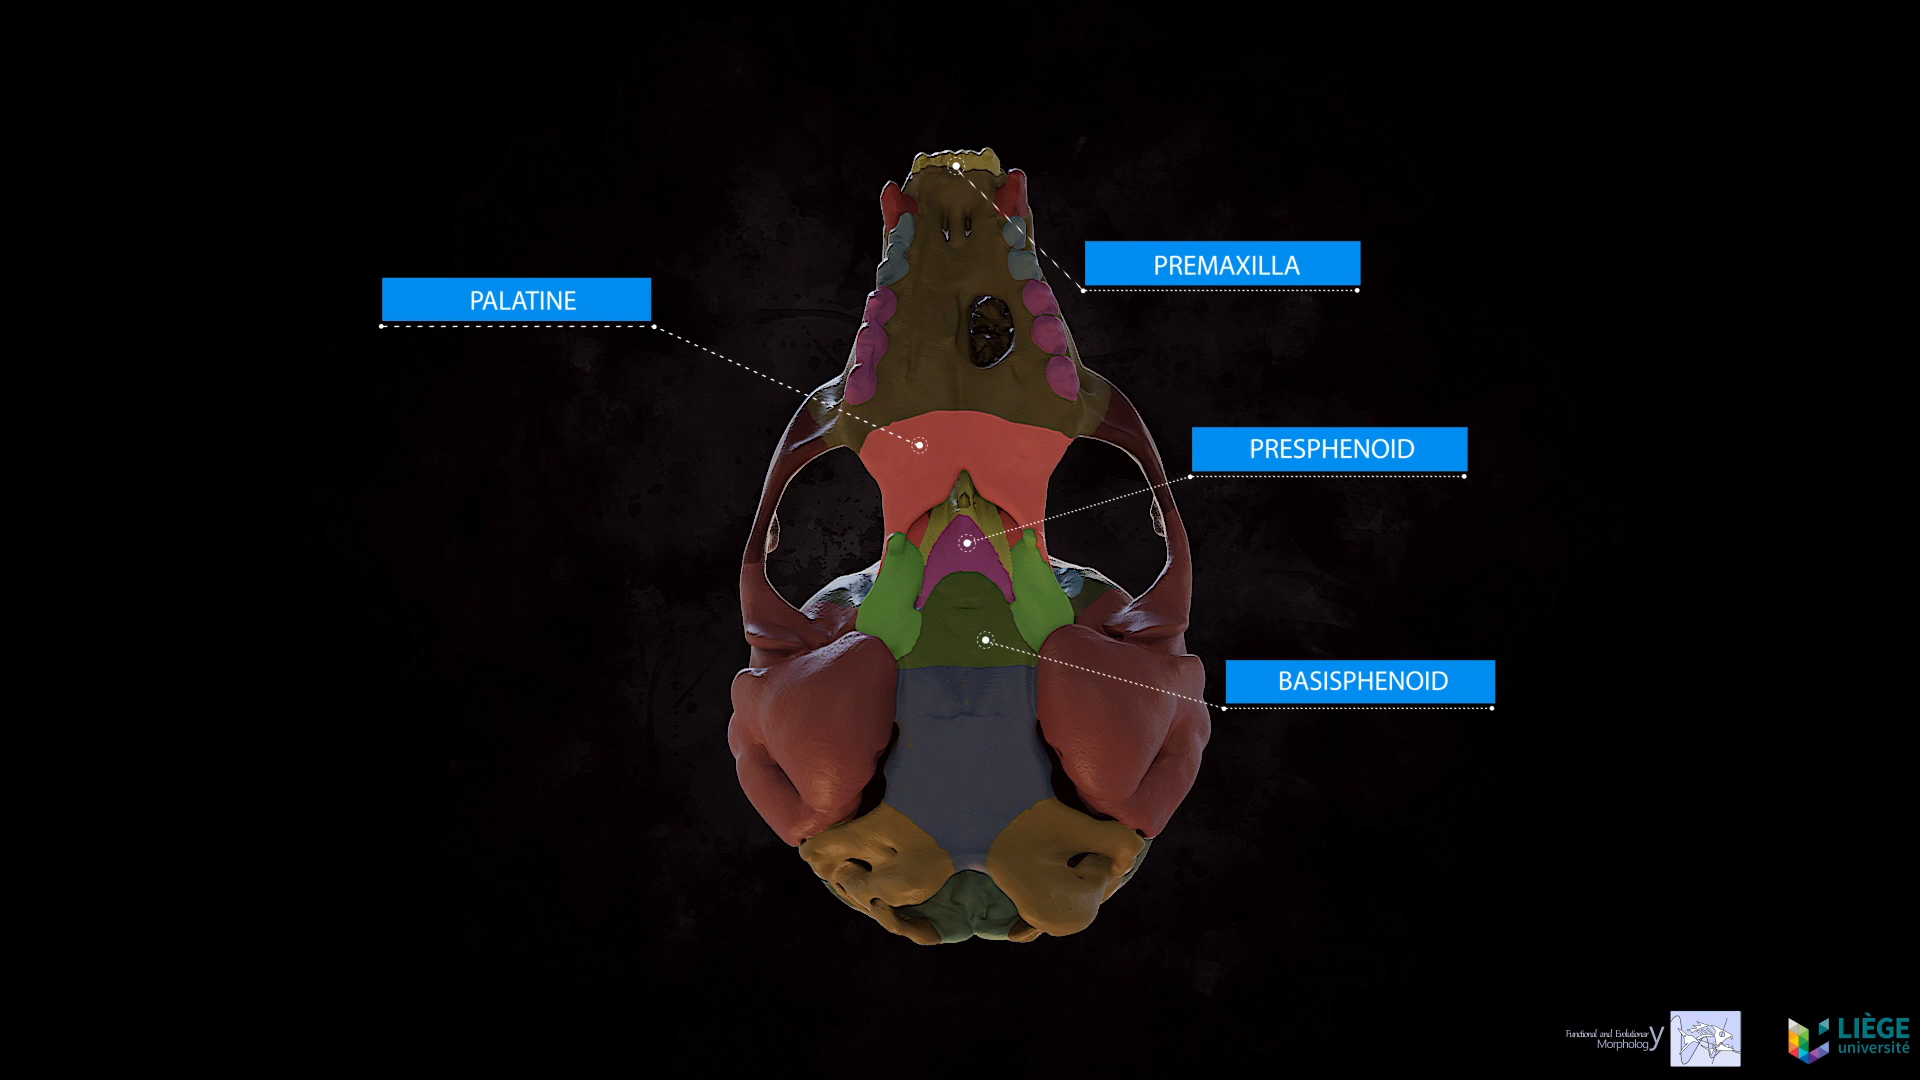 PREMAXILLA
PALATINE
PRESPHENOID
BASISPHENOID
Functional and Evolutionary
Morphology
LIÈGE
université